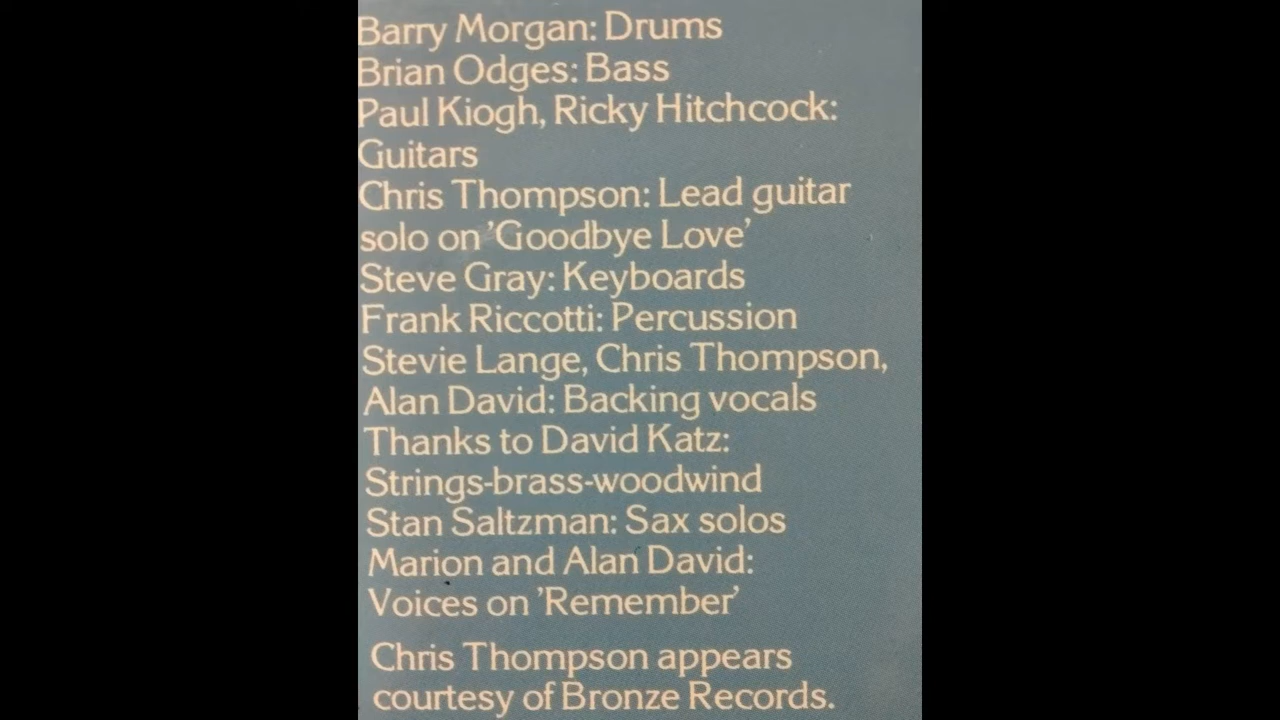 Barry Morgan: Drums
Brian Odges: Bass
Paul Kiogh, Ricky Hitchcock:
Guitars
Chris Thompson: Lead guitar
solo on 'Goodbye Love'
Steve Gray: Keyboards
Frank Riccotti: Percussion
Stevie Lange, Chris Thompson,
Alan David: Backing vocals
Thanks to David Katz:
Strings-brass-woodwind
Stan Saltzman: Sax solos
Marion and Alan David:
Voices on 'Remember'
Chris Thompson appears
courtesy of Bronze Records.